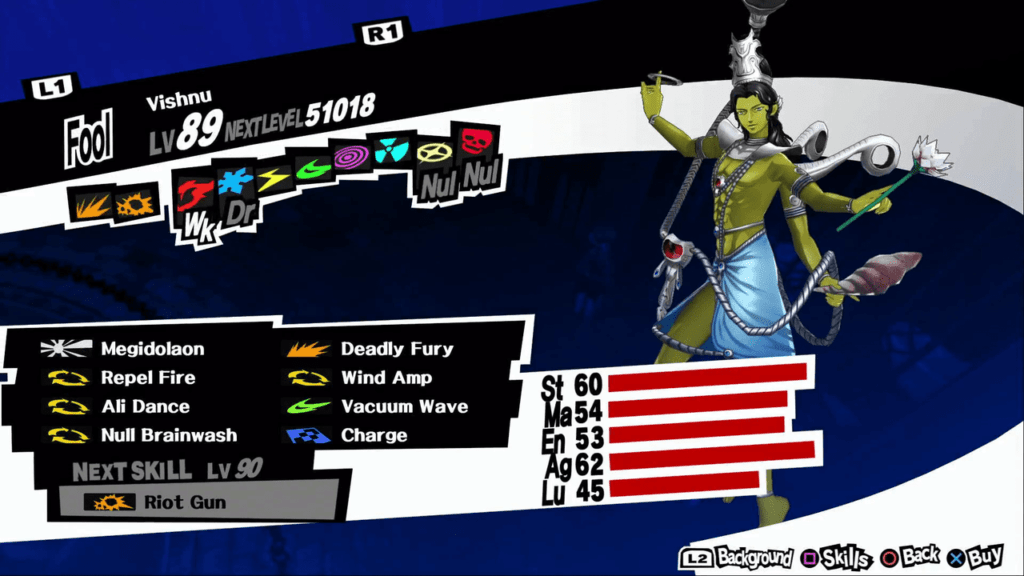 R1
L1
Vishnu
Fool
LV 89 NEXT LEVEL 51018
Nul Nul
Wk Dr
Megidolaon
Deadly Fury
Repel Fire
Wind Amp
Ali Dance
Vacuum Wave
Null Brainwash
Charge
NEXT SKILL LV 90
Riot Gun
St 60
Ma 54
En 53
Ag 62
Lu 45
L2 Background Skills Back Buy